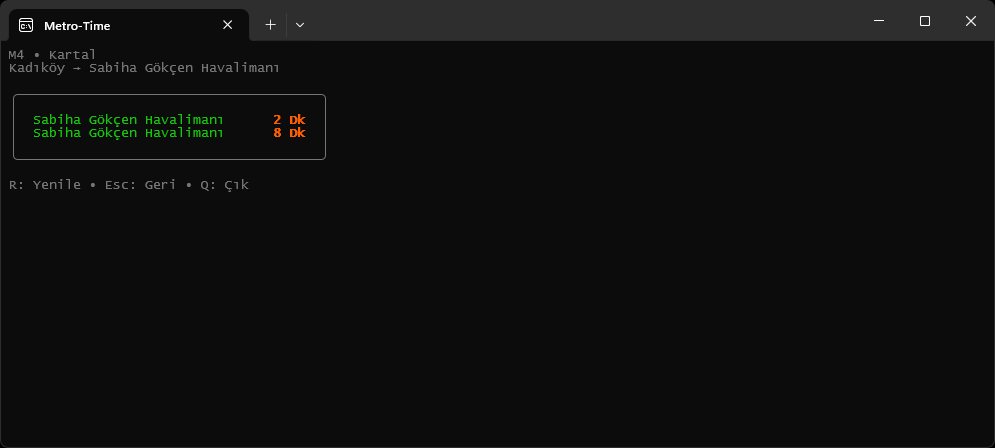 Metro-Time
M4 • Kartal
Kadıköy → Sabiha Gökçen Havalimanı
Sabiha Gökçen Havalimanı 2 Dk
Sabiha Gökçen Havalimanı 8 Dk
R: Yenile • Esc: Geri • Q: Çık